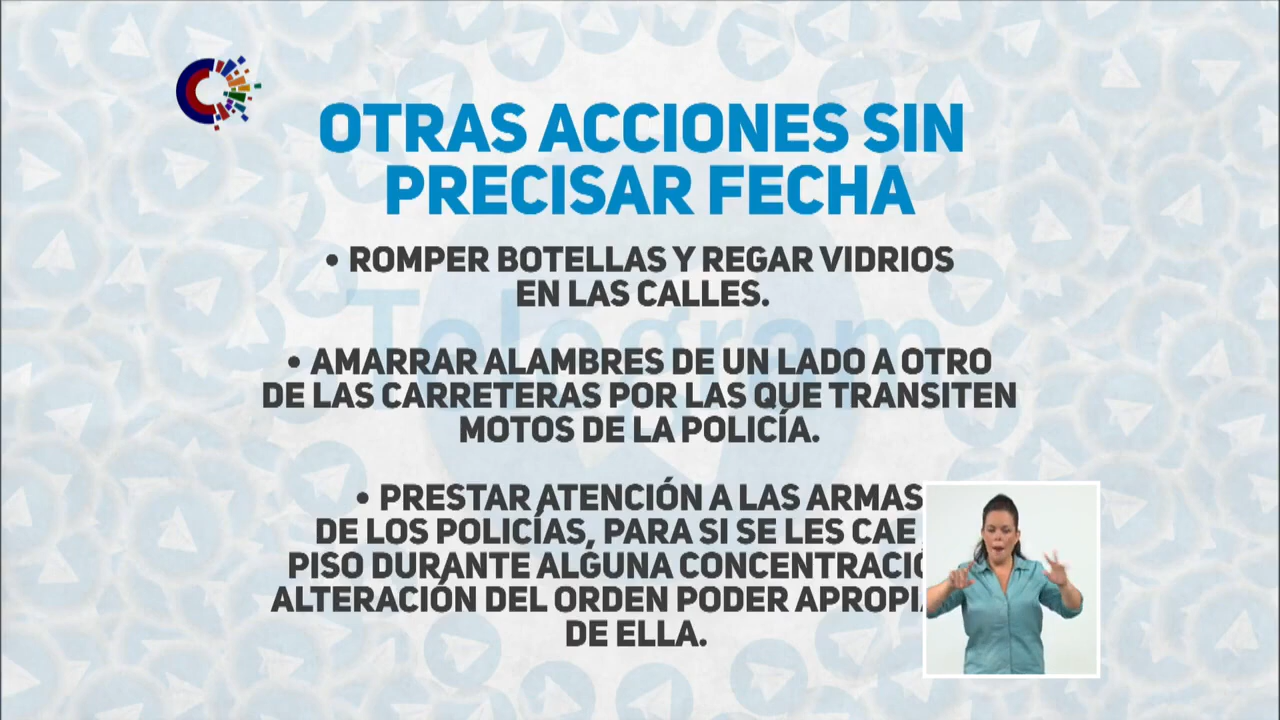 OTRAS ACCIONES SIN
PRECISAR FECHA
• ROMPER BOTELLAS Y REGAR VIDRIOS
EN LAS CALLES.
Telegram
• AMARRAR ALAMBRES DE UN LADO A OTRO
DE LAS CARRETERAS POR LAS QUE TRANSITEN
MOTOS DE LA POLICÍA.
• PRESTAR ATENCIÓN A LAS ARMAS
DE LOS POLICÍAS, PARA SI SE LES CAE
PISO DURANTE ALGUNA
ALTERACIÓN DEL ORDEN PODER
DE ELLA.